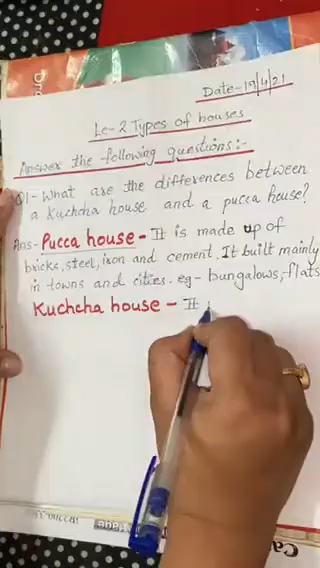 Date-19/4/21
Le-2 Types of houses
Answer the following questions:-
Q1-What are the differences between
a Kuchcha house and a pucca house?
Ans- Pucca house - It is made up of
bricks, steel, iron and cement. It built mainly
in towns and cities. eg- bungalows, flats
Kuchcha house - It